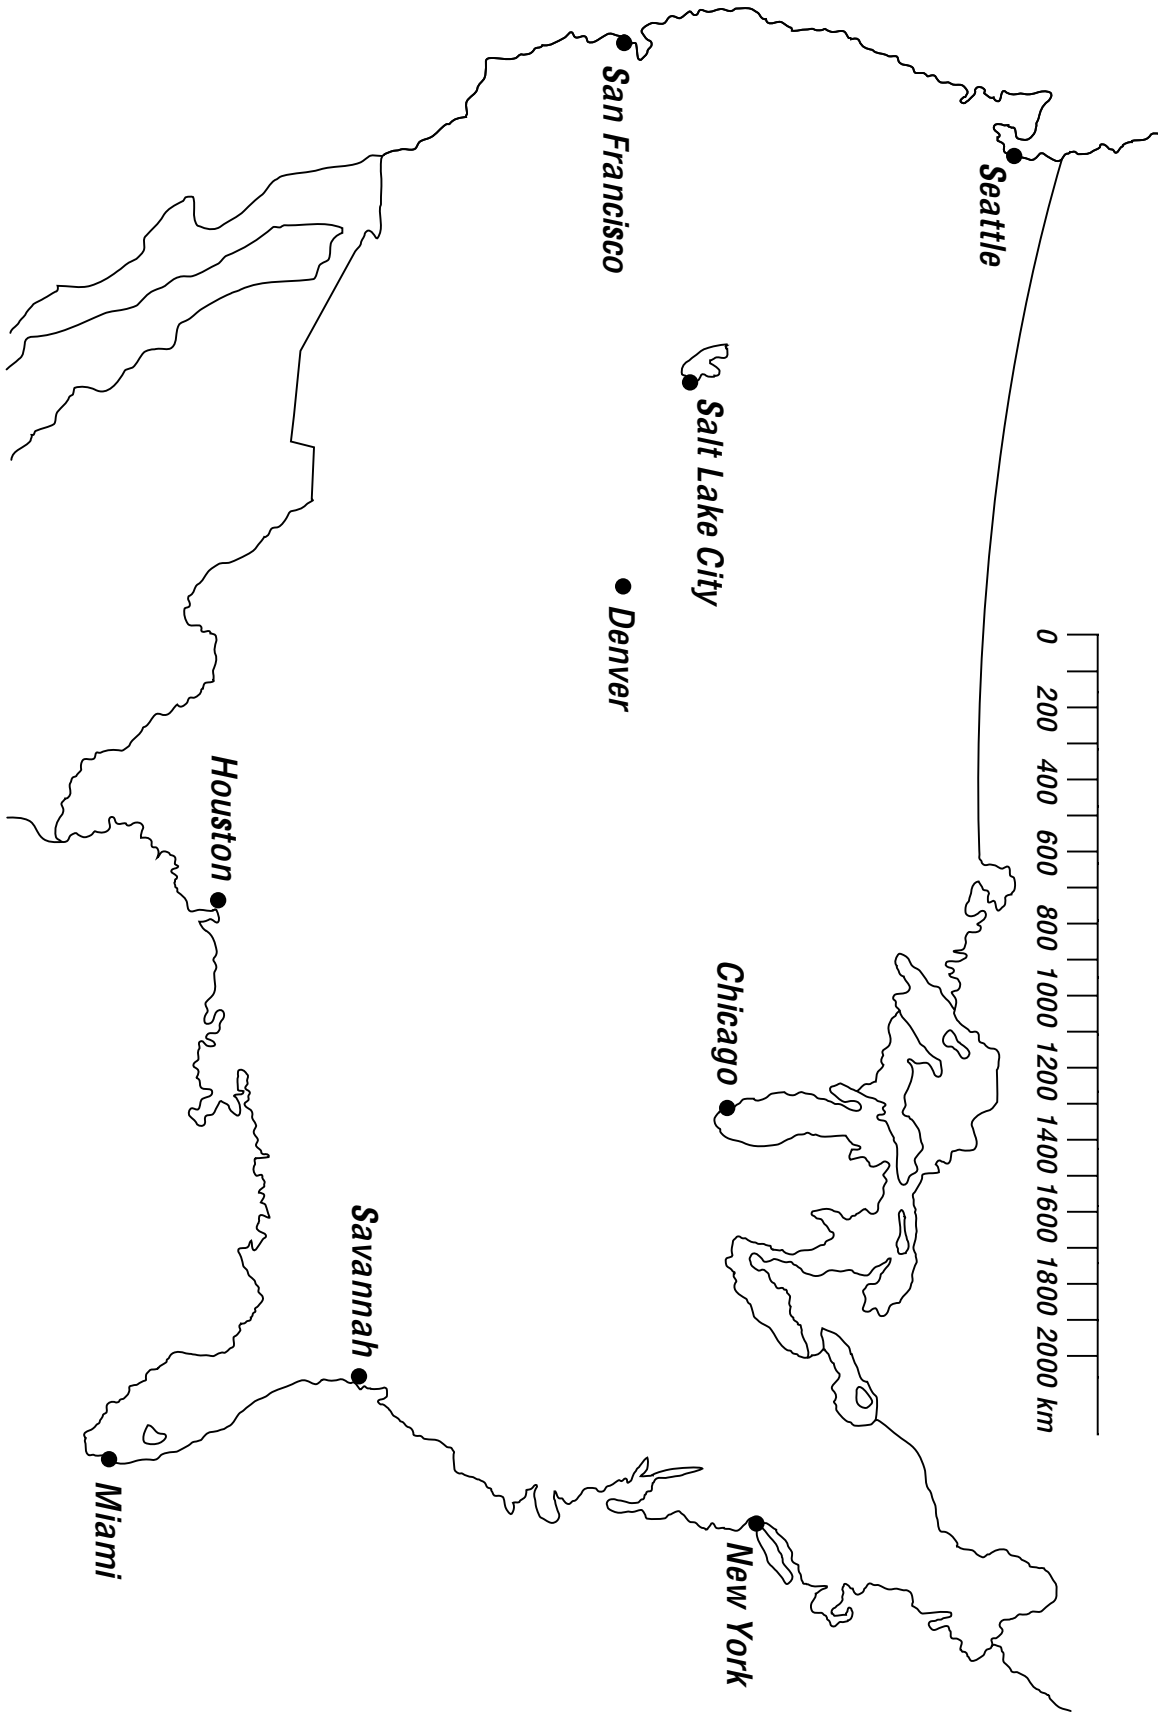 0 200 400 600 800 1000 1200 1400 1600 1800 2000 km
Seattle
San Francisco
Salt Lake City
Denver
Chicago
New York
Houston
Savannah
Miami